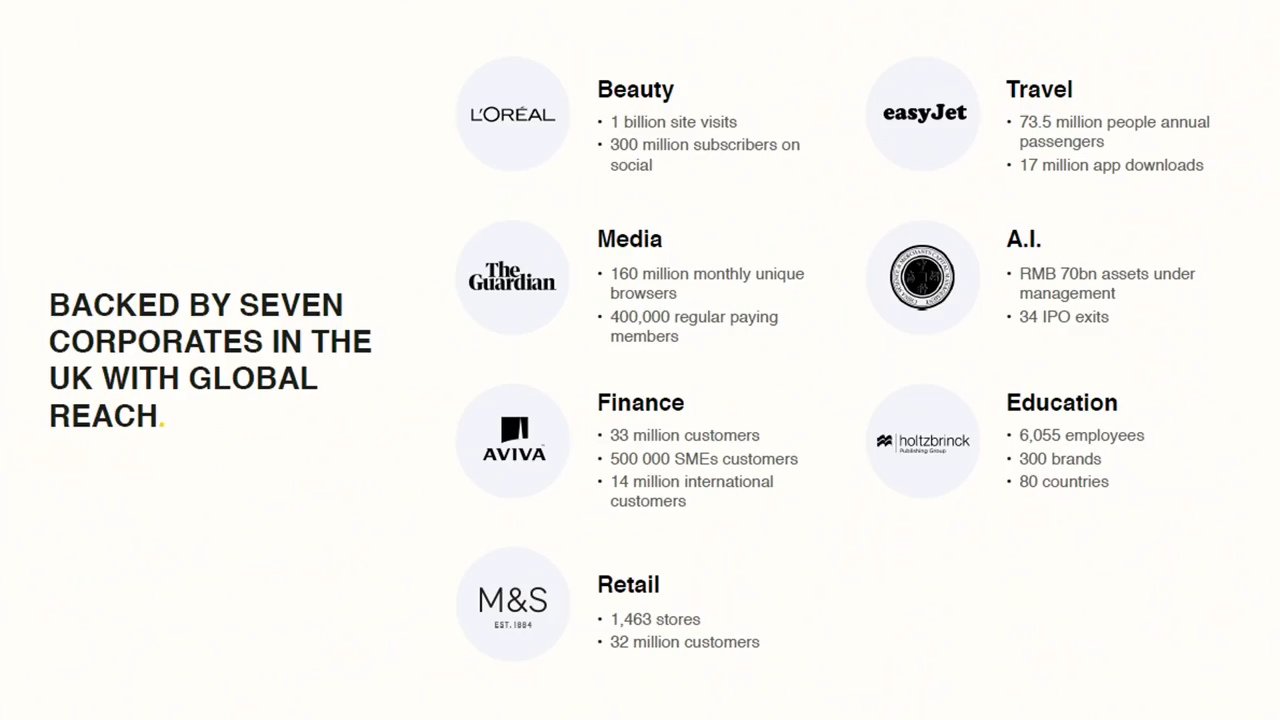 BACKED BY SEVEN
CORPORATES IN THE
UK WITH GLOBAL
REACH.
L'ORÉAL
Beauty
• 1 billion site visits
• 300 million subscribers on
social
The
Guardian
Media
• 160 million monthly unique
browsers
• 400,000 regular paying
members
AVIVA
Finance
• 33 million customers
• 500 000 SMEs customers
• 14 million international
customers
M&S
EST. 1884
Retail
• 1,463 stores
• 32 million customers
easyJet
Travel
• 73.5 million people annual
passengers
• 17 million app downloads
A.I.
• RMB 70bn assets under
management
• 34 IPO exits
holtzbrinck
Publishing Group
Education
• 6,055 employees
• 300 brands
• 80 countries